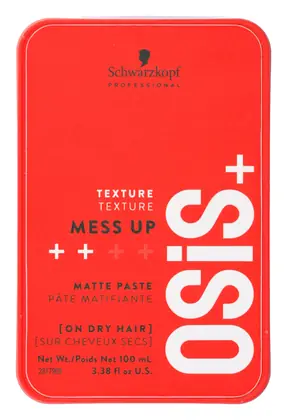 Schwarzkopf
PROFESSIONAL
TEXTURE
TEXTURE
MESS UP
++++
MATTE PASTE
PÂTE MATIFIANTE
[ON DRY HAIR]
[SUR CHEVEUX SECS]
Net Wt./Poids Net 100 mL
3.38 fl oz U.S.
OSiS+